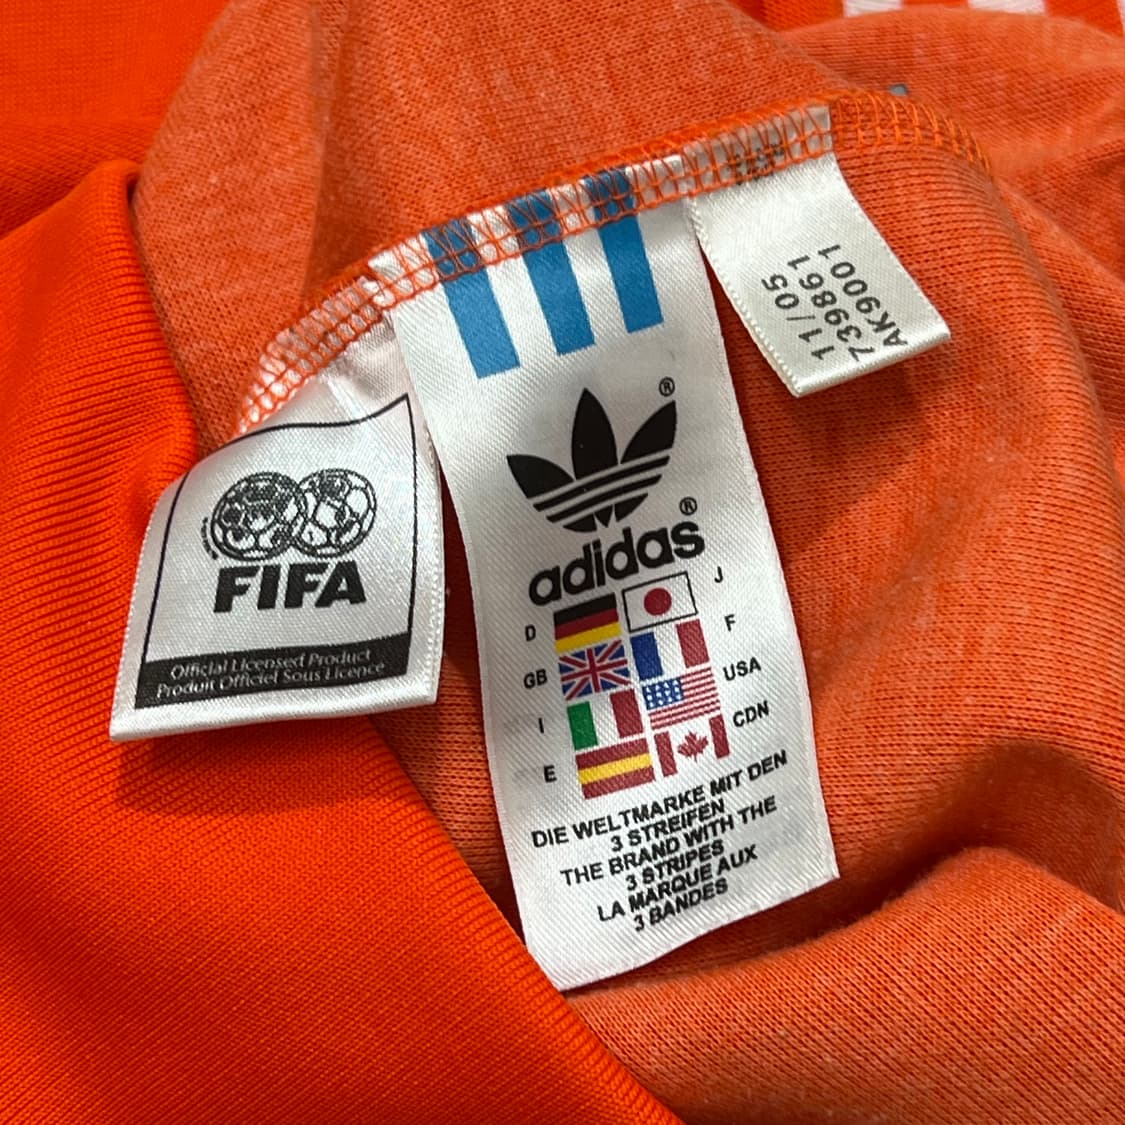 FIFA
Official Licensed Product
Produit Officiel Sous Licence
®
adidas®
D J
GB F
I USA
E CDN
DIE WELTMARKE MIT DEN
3 STREIFEN
THE BRAND WITH THE
3 STRIPES
LA MARQUE AUX
3 BANDES
11/05
739861
AK9001